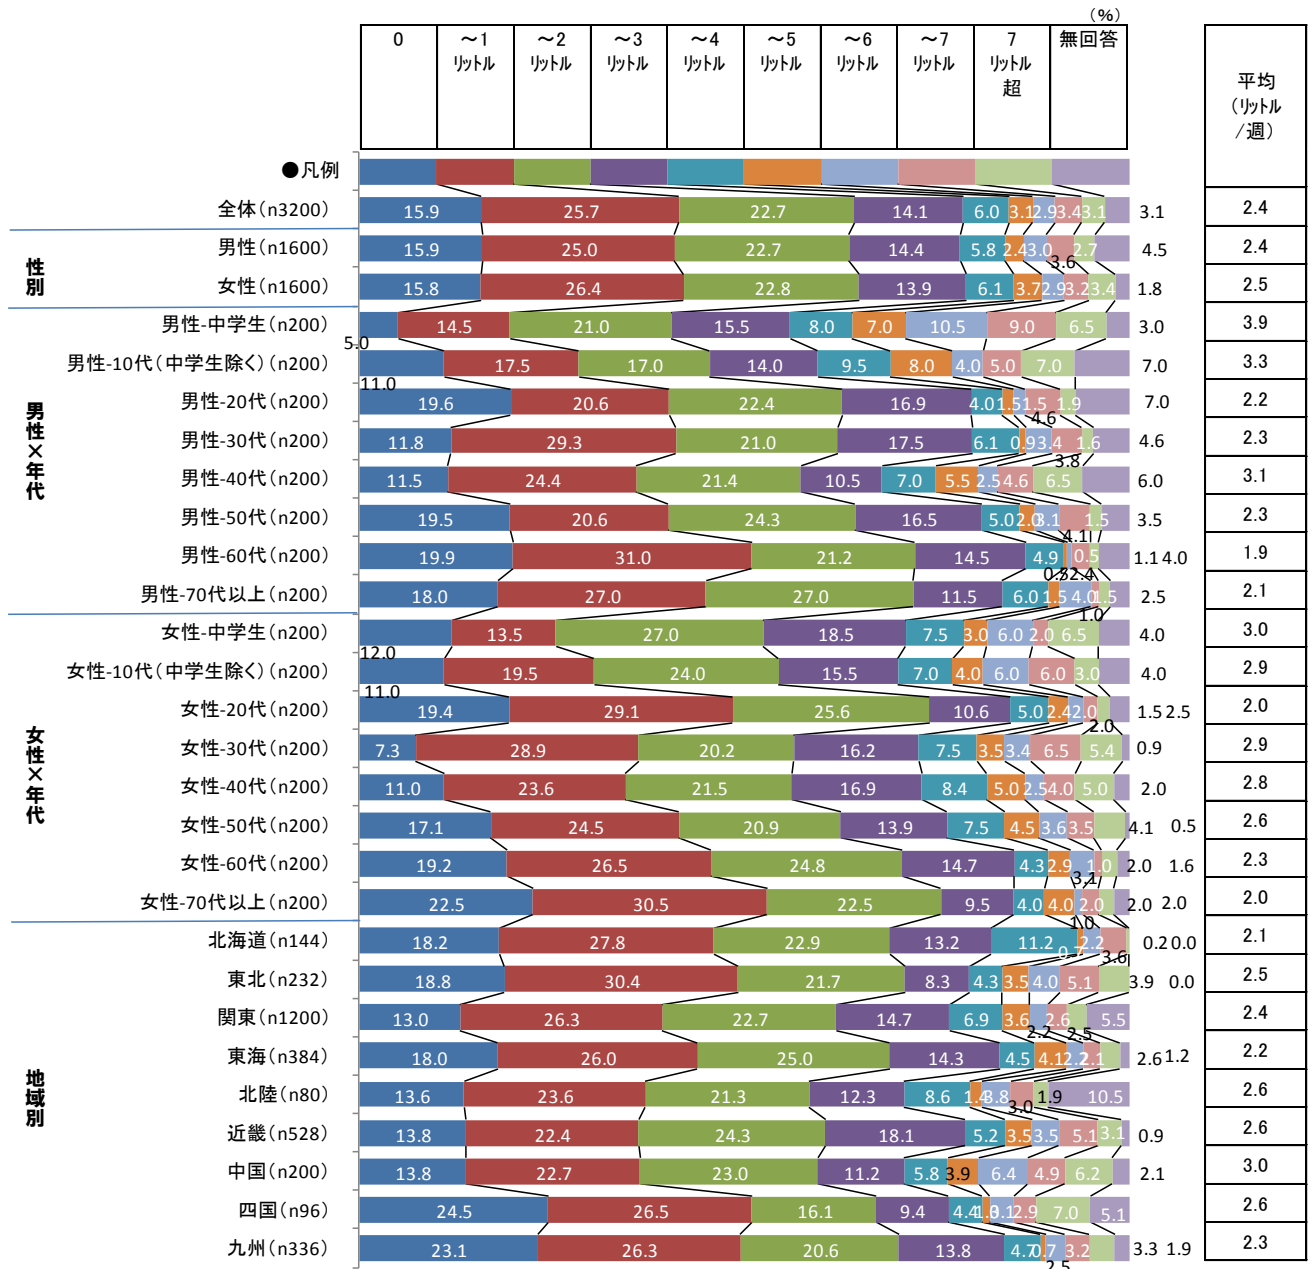 (%)
0 ～1 ～2 ～3 ～4 ～5 ～6 ～7 7 無回答
リットル リットル リットル リットル リットル リットル リットル リットル
超
平均
(リットル
/週)
●凡例
全体(n3200) 15.9 25.7 22.7 14.1 6.0 3.1 2.9 3.4 3.1 3.1 2.4
性別
男性(n1600) 15.9 25.0 22.7 14.4 5.8 2.4 3.0 3.6 2.7 4.5 2.4
女性(n1600) 15.8 26.4 22.8 13.9 6.1 3.7 2.9 3.2 3.4 1.8 2.5
男性×年代
男性-中学生(n200) 5.0 14.5 21.0 15.5 8.0 7.0 10.5 9.0 6.5 3.0 3.9
男性-10代(中学生除く)(n200) 11.0 17.5 17.0 14.0 9.5 8.0 4.0 5.0 7.0 7.0 3.3
男性-20代(n200) 19.6 20.6 22.4 16.9 4.0 1.5 1.5 4.6 1.9 7.0 2.2
男性-30代(n200) 11.8 29.3 21.0 17.5 6.1 0.9 3.4 3.8 1.6 4.6 2.3
男性-40代(n200) 11.5 24.4 21.4 10.5 7.0 5.5 2.5 4.6 6.5 6.0 3.1
男性-50代(n200) 19.5 20.6 24.3 16.5 5.0 2.0 3.1 4.1 1.5 3.5 2.3
男性-60代(n200) 19.9 31.0 21.2 14.5 4.9 0.5 0.5 2.4 1.1 4.0 1.9
男性-70代以上(n200) 18.0 27.0 27.0 11.5 6.0 1.5 4.0 1.0 1.5 2.5 2.1
女性×年代
女性-中学生(n200) 12.0 13.5 27.0 18.5 7.5 3.0 6.0 2.0 6.5 4.0 3.0
女性-10代(中学生除く)(n200) 11.0 19.5 24.0 15.5 7.0 4.0 6.0 6.0 3.0 4.0 2.9
女性-20代(n200) 19.4 29.1 25.6 10.6 5.0 2.4 2.0 2.0 1.5 2.5 2.0
女性-30代(n200) 7.3 28.9 20.2 16.2 7.5 3.5 3.4 6.5 5.4 0.9 2.9
女性-40代(n200) 11.0 23.6 21.5 16.9 8.4 5.0 2.5 4.0 5.0 2.0 2.8
女性-50代(n200) 17.1 24.5 20.9 13.9 7.5 4.5 3.6 3.5 4.1 0.5 2.6
女性-60代(n200) 19.2 26.5 24.8 14.7 4.3 2.9 3.1 1.0 2.0 1.6 2.3
女性-70代以上(n200) 22.5 30.5 22.5 9.5 4.0 4.0 1.0 2.0 2.0 2.0 2.0
地域別
北海道(n144) 18.2 27.8 22.9 13.2 11.2 0.7 2.2 3.6 0.2 0.0 2.1
東北(n232) 18.8 30.4 21.7 8.3 4.3 3.5 4.0 5.1 3.9 0.0 2.5
関東(n1200) 13.0 26.3 22.7 14.7 6.9 3.6 2.2 2.6 2.5 5.5 2.4
東海(n384) 18.0 26.0 25.0 14.3 4.5 4.1 2.2 2.1 2.6 1.2 2.2
北陸(n80) 13.6 23.6 21.3 12.3 8.6 1.4 3.8 3.0 1.9 10.5 2.6
近畿(n528) 13.8 22.4 24.3 18.1 5.2 3.5 3.5 5.1 3.1 0.9 2.6
中国(n200) 13.8 22.7 23.0 11.2 5.8 3.9 6.4 4.9 6.2 2.1 3.0
四国(n96) 24.5 26.5 16.1 9.4 4.4 3.1 2.9 7.0 5.1 2.6
九州(n336) 23.1 26.3 20.6 13.8 4.7 0.7 2.5 3.2 3.3 1.9 2.3